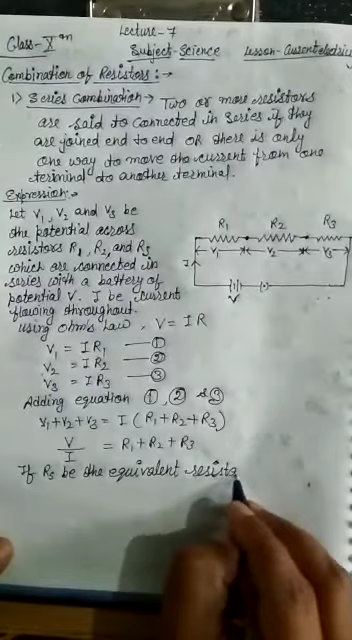 Lecture-7
Class-Xth Subject-Science Lesson-Current electricity
Combination of Resistors:→
1) Series Combination → Two or more resistors
are said to connected in series if they
are joined end to end or there is only
one way to move the current from one
terminal to another terminal.
Expression→
Let V1, V2 and V3 be
the potential across
resistors R1, R2, and R3
which are connected in
series with a battery of
potential V. I be current
flowing throughout.
R1 R2 R3
V1 V2 V3
I
V
using ohm's Law, V = IR
V1 = IR1 —①
V2 = IR2 —②
V3 = IR3 —③
Adding equation ①, ② & ③
V1+V2+V3 = I (R1+R2+R3)
V/I = R1+R2+R3
If Rs be the equivalent resista